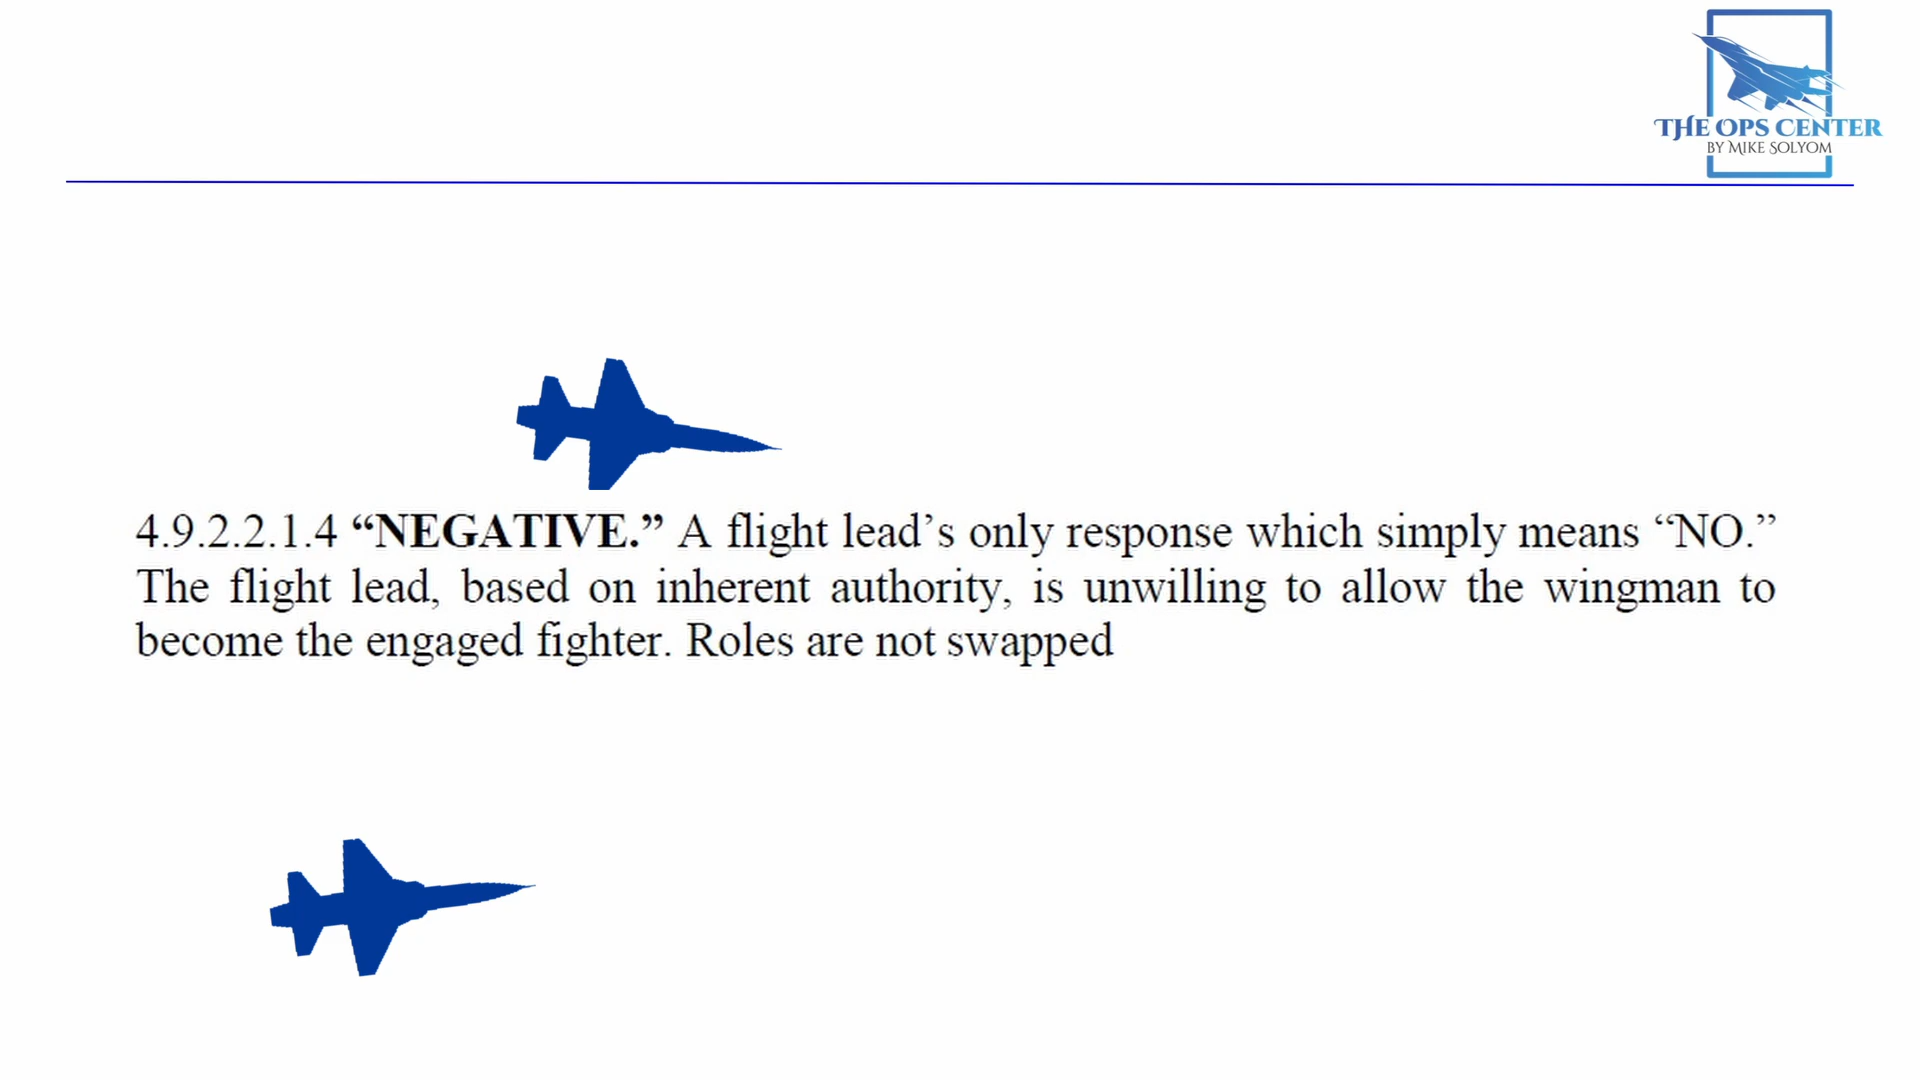 THE OPS CENTER
BY MIKE SOLYOM
4.9.2.2.1.4 “NEGATIVE.” A flight lead’s only response which simply means “NO.”
The flight lead, based on inherent authority, is unwilling to allow the wingman to
become the engaged fighter. Roles are not swapped